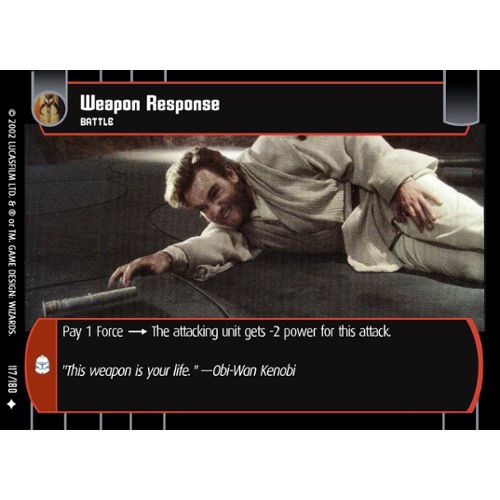 Weapon Response
BATTLE
Pay 1 Force → The attacking unit gets -2 power for this attack.
"This weapon is your life." —Obi-Wan Kenobi
© 2002 LUCASFILM LTD. & ® or TM. GAME DESIGN: WIZARDS.
117/180 ◆